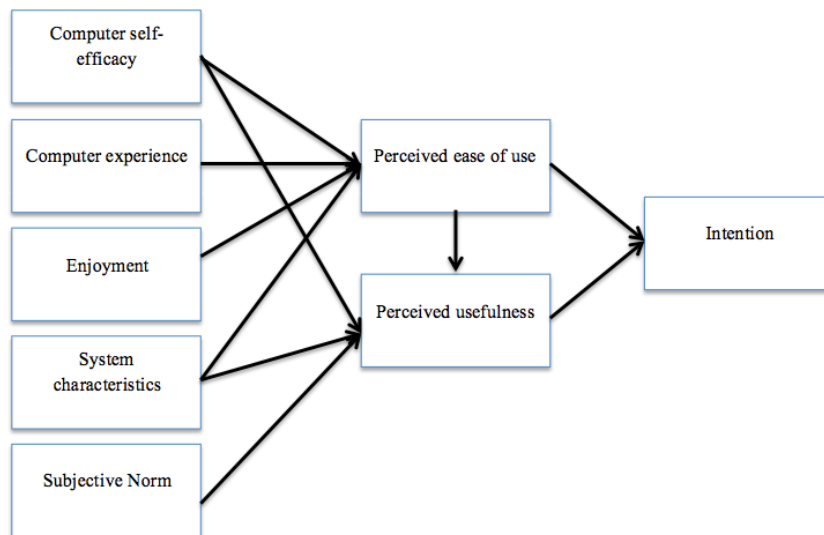 Computer self-
efficacy
Computer experience
Enjoyment
System
characteristics
Subjective Norm
Perceived ease of use
Perceived usefulness
Intention